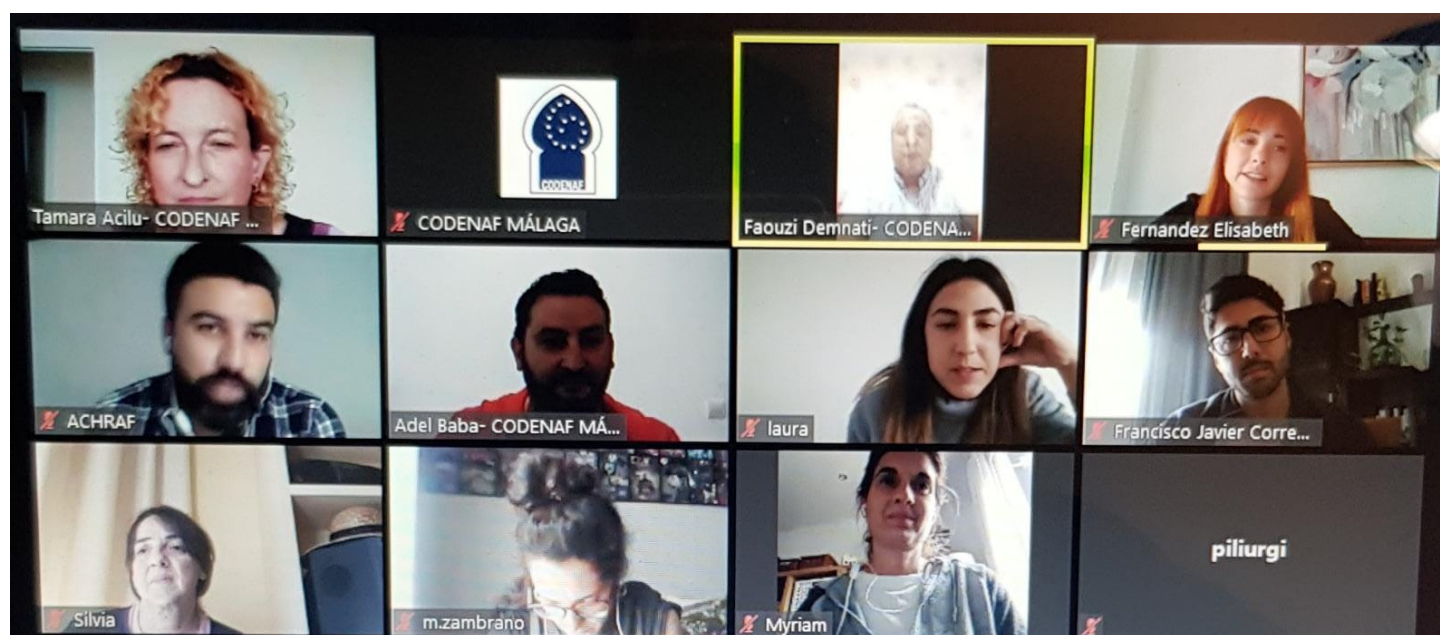 Tamara Acilu- CODENAF ...
CODENAF
CODENAF MÁLAGA
Faouzi Demnati- CODENA...
Fernandez Elisabeth
ACHRAF
Adel Baba- CODENAF MÁ...
laura
Francisco Javier Corre...
Silvia
m.zambrano
Myriam
piliurgi